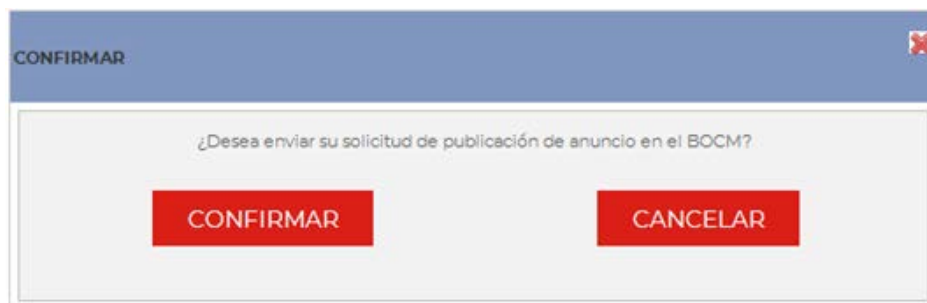 CONFIRMAR
¿Desea enviar su solicitud de publicación de anuncio en el BOCM?
CONFIRMAR
CANCELAR